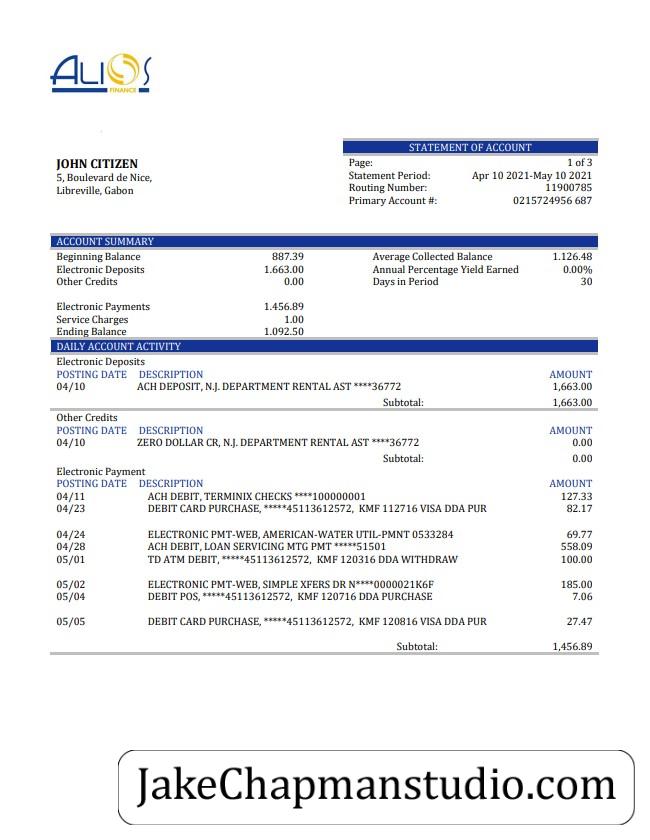 ALIOS
FINANCE
STATEMENT OF ACCOUNT
JOHN CITIZEN
5, Boulevard de Nice,
Libreville, Gabon
Page: 1 of 3
Statement Period: Apr 10 2021-May 10 2021
Routing Number: 11900785
Primary Account #: 0215724956 687
ACCOUNT SUMMARY
Beginning Balance 887.39 Average Collected Balance 1.126.48
Electronic Deposits 1.663.00 Annual Percentage Yield Earned 0.00%
Other Credits 0.00 Days in Period 30
Electronic Payments 1.456.89
Service Charges 1.00
Ending Balance 1.092.50
DAILY ACCOUNT ACTIVITY
Electronic Deposits
POSTING DATE DESCRIPTION AMOUNT
04/10 ACH DEPOSIT, N.J. DEPARTMENT RENTAL AST ****36772 1,663.00
Subtotal: 1,663.00
Other Credits
POSTING DATE DESCRIPTION AMOUNT
04/10 ZERO DOLLAR CR, N.J. DEPARTMENT RENTAL AST ****36772 0.00
Subtotal: 0.00
Electronic Payment
POSTING DATE DESCRIPTION AMOUNT
04/11 ACH DEBIT, TERMINIX CHECKS ****100000001 127.33
04/23 DEBIT CARD PURCHASE, *****45113612572, KMF 112716 VISA DDA PUR 82.17
04/24 ELECTRONIC PMT-WEB, AMERICAN-WATER UTIL-PMNT 0533284 69.77
04/28 ACH DEBIT, LOAN SERVICING MTG PMT *****51501 558.09
05/01 TD ATM DEBIT, *****45113612572, KMF 120316 DDA WITHDRAW 100.00
05/02 ELECTRONIC PMT-WEB, SIMPLE XFERS DR N****0000021K6F 185.00
05/04 DEBIT POS, *****45113612572, KMF 120716 DDA PURCHASE 7.06
05/05 DEBIT CARD PURCHASE, *****45113612572, KMF 120816 VISA DDA PUR 27.47
Subtotal: 1,456.89
JakeChapmanstudio.com